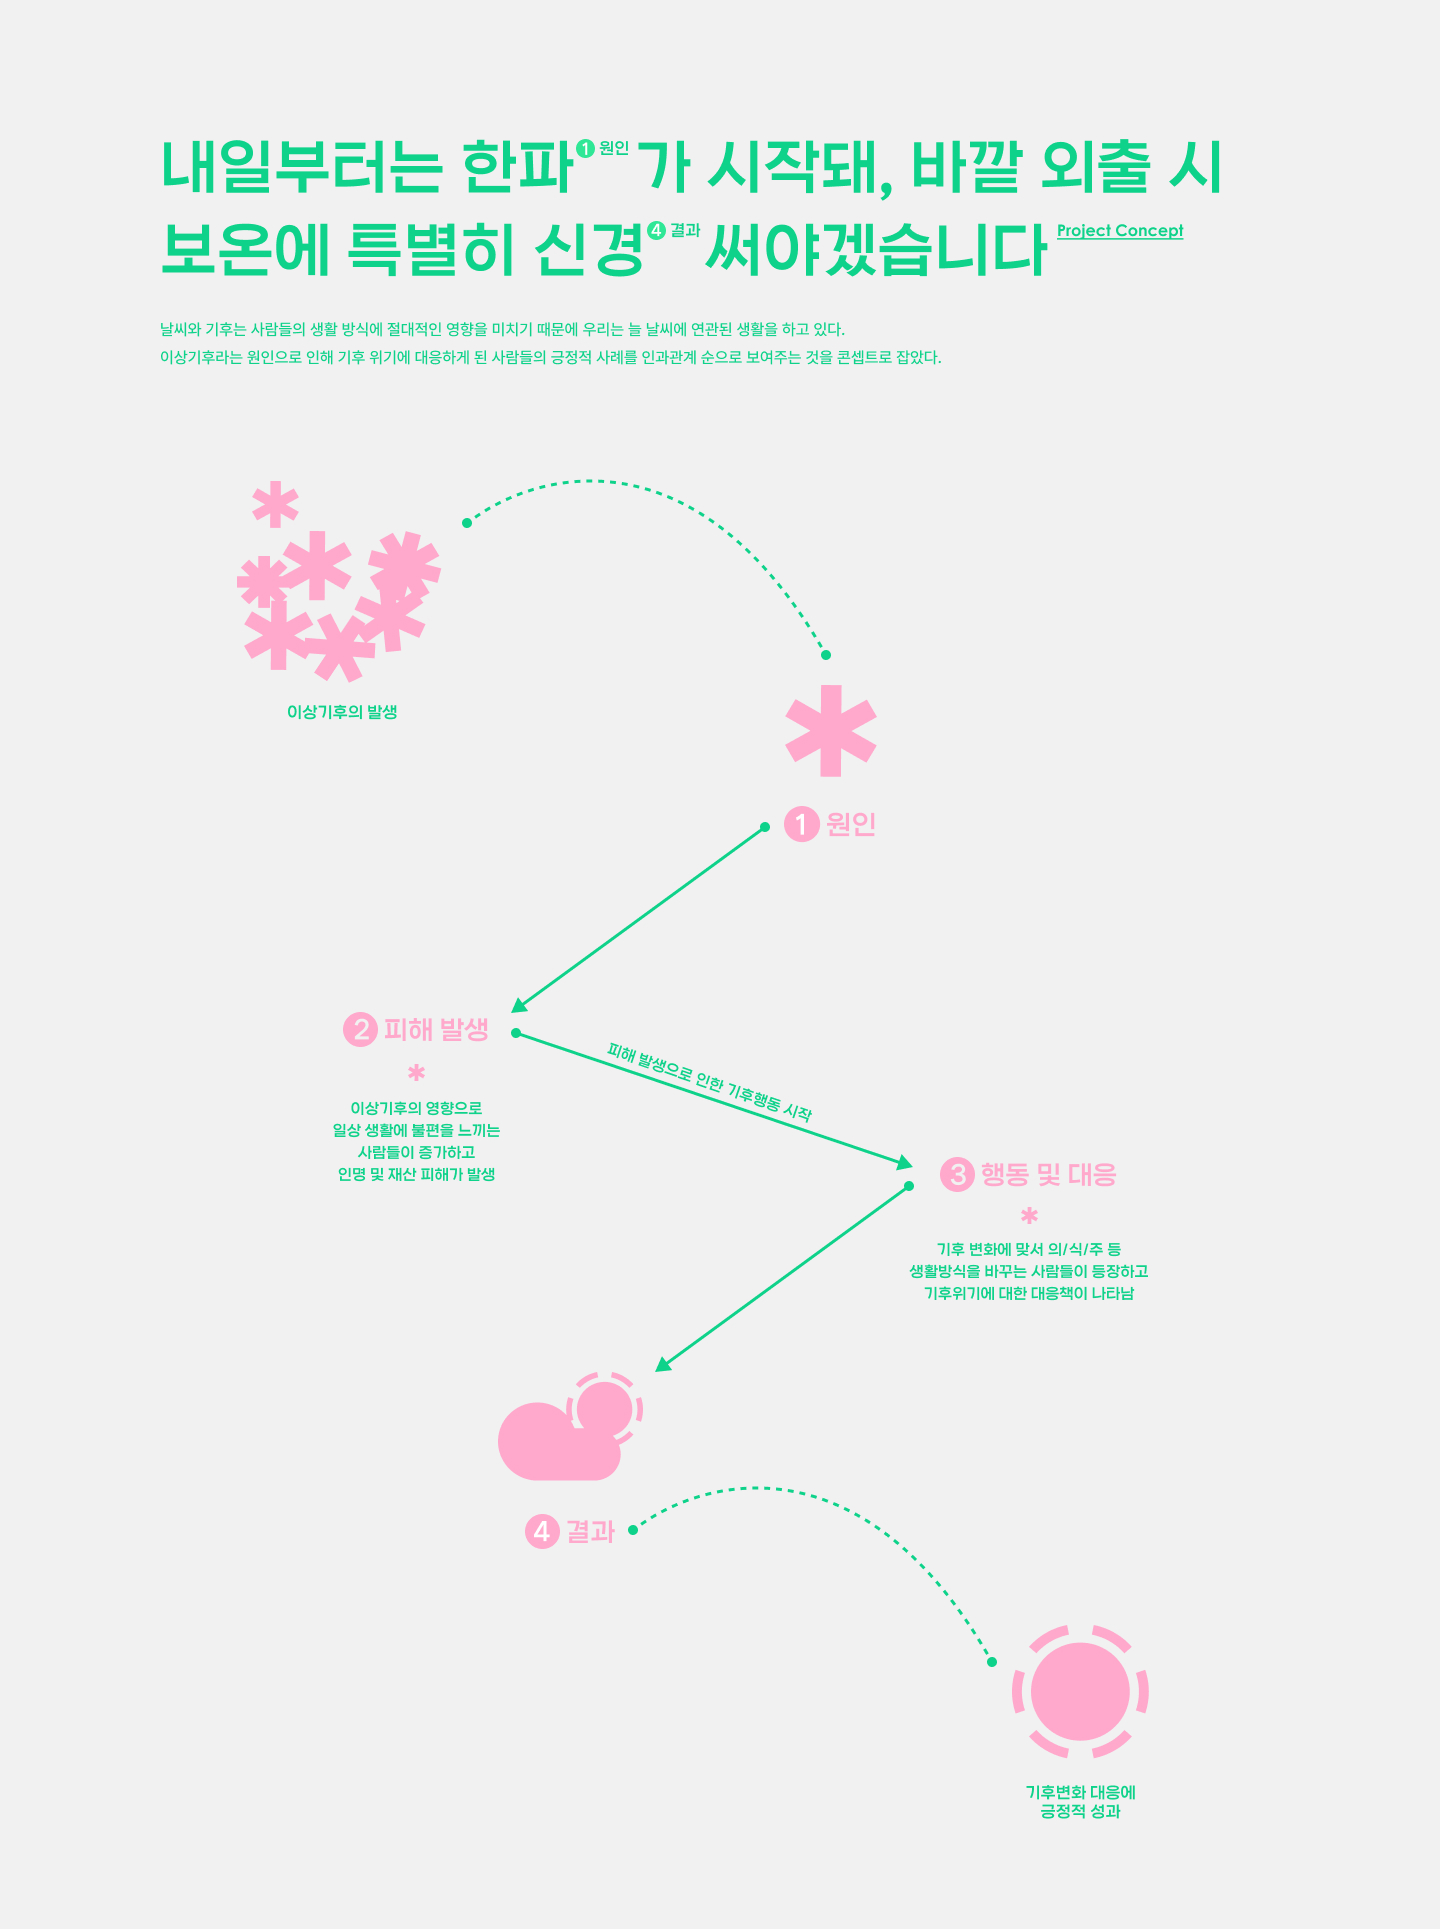 내일부터는 한파 1 원인 가 시작돼, 바깥 외출 시
보온에 특별히 신경 4 결과 써야겠습니다 Project Concept
날씨와 기후는 사람들의 생활 방식에 절대적인 영향을 미치기 때문에 우리는 늘 날씨에 연관된 생활을 하고 있다.
이상기후라는 원인으로 인해 기후 위기에 대응하게 된 사람들의 긍정적 사례를 인과관계 순으로 보여주는 것을 콘셉트로 잡았다.
이상기후의 발생
1 원인
2 피해 발생
피해 발생으로 인한 기후행동 시작
이상기후의 영향으로
일상 생활에 불편을 느끼는
사람들이 증가하고
인명 및 재산 피해가 발생
3 행동 및 대응
기후 변화에 맞서 의/식/주 등
생활방식을 바꾸는 사람들이 등장하고
기후위기에 대한 대응책이 나타남
4 결과
기후변화 대응에
긍정적 성과